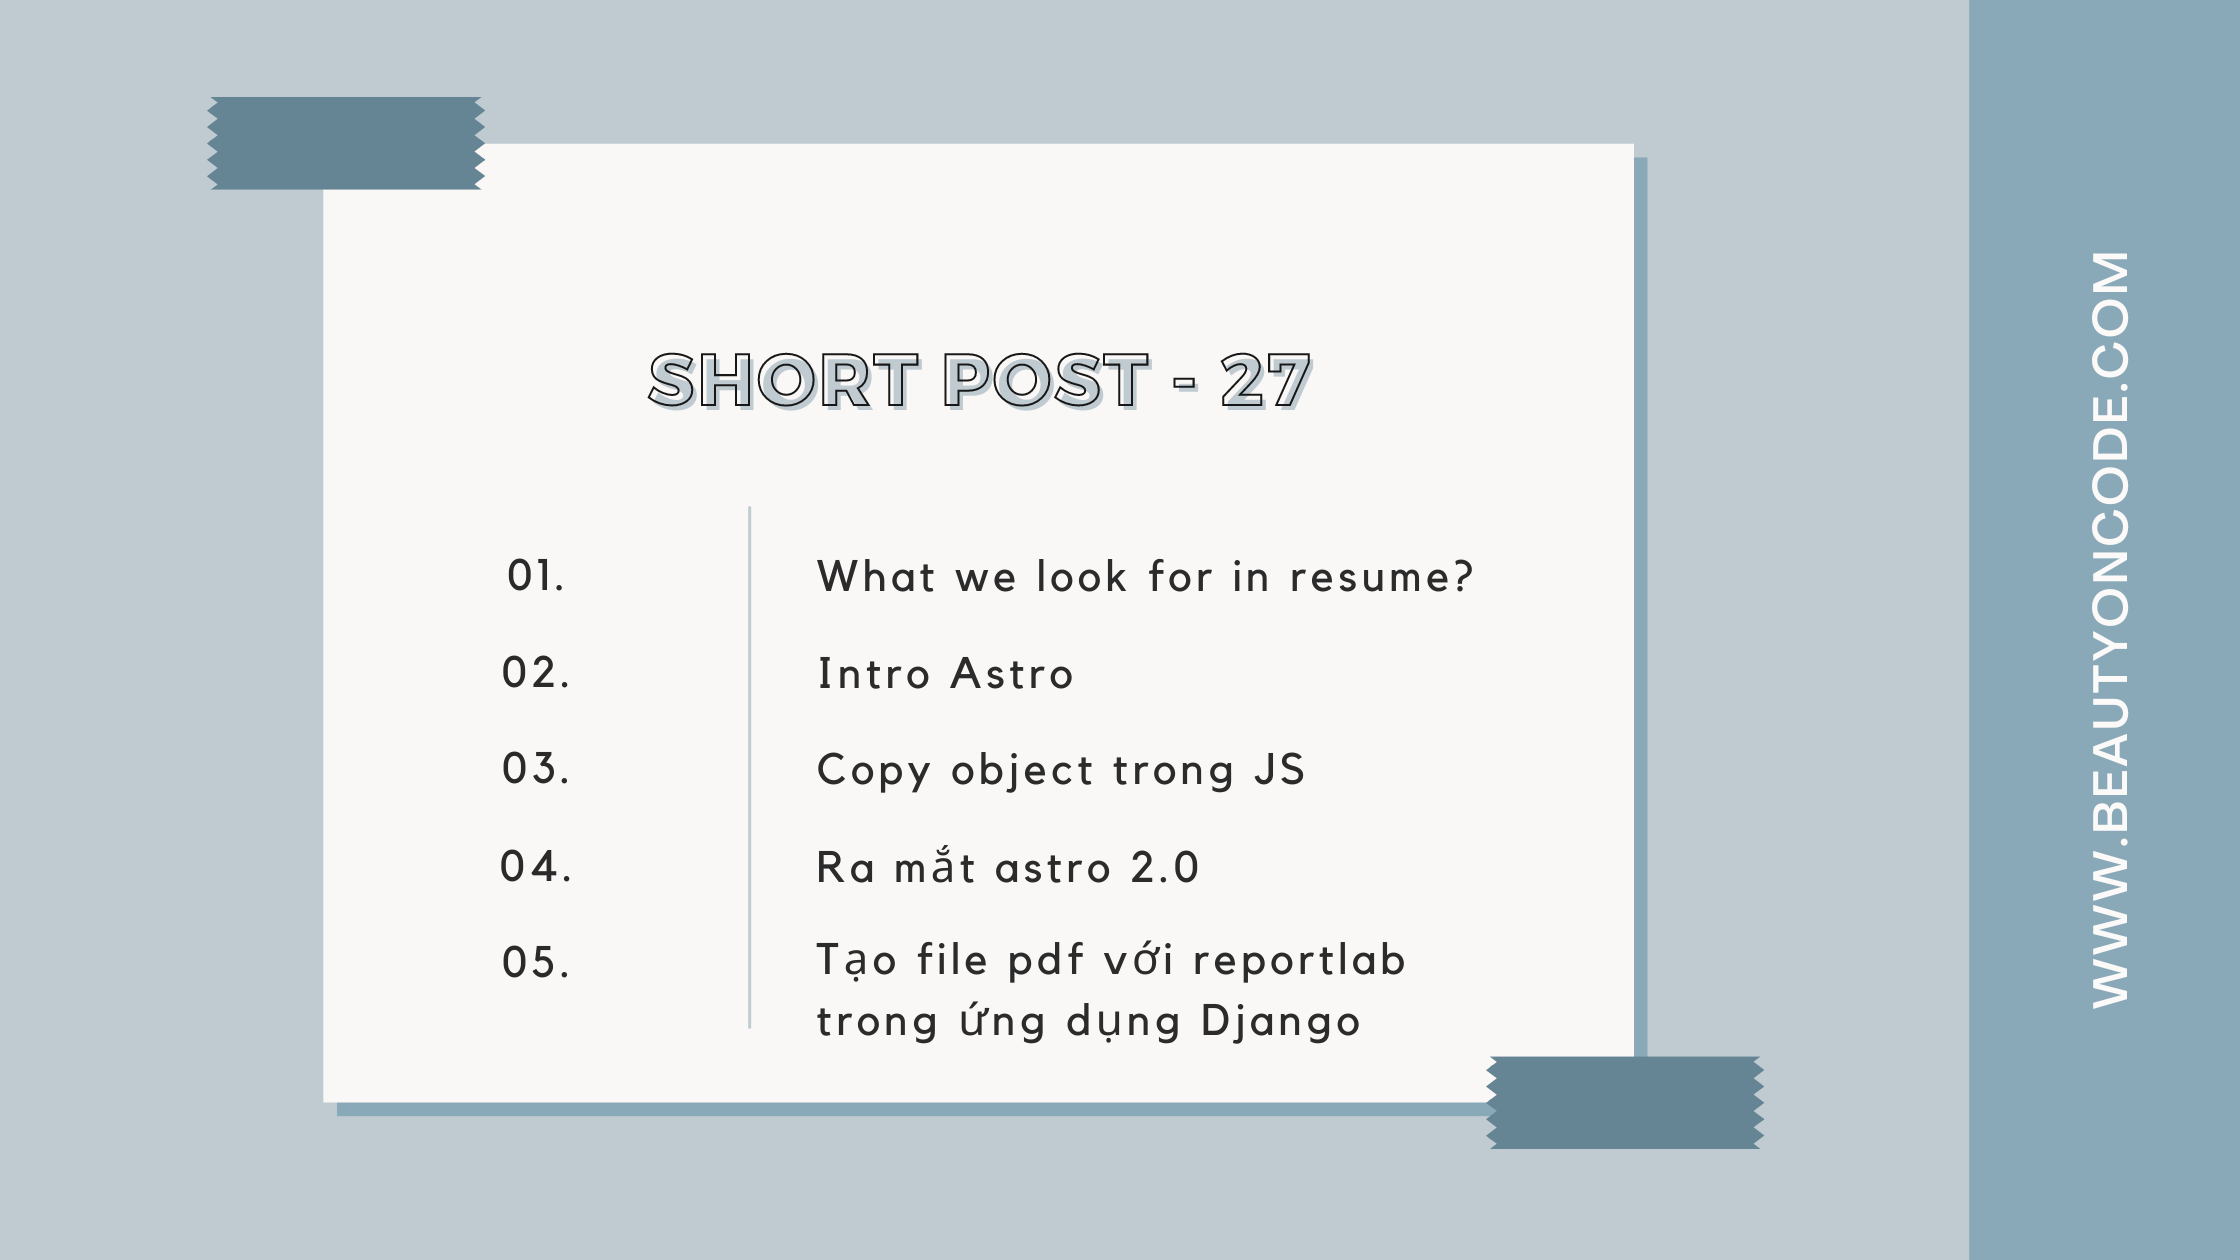 SHORT POST - 27
01. What we look for in resume?
02. Intro Astro
03. Copy object trong JS
04. Ra mắt astro 2.0
05. Tạo file pdf với reportlab
trong ứng dụng Django
WWW.BEAUTYONCODE.COM